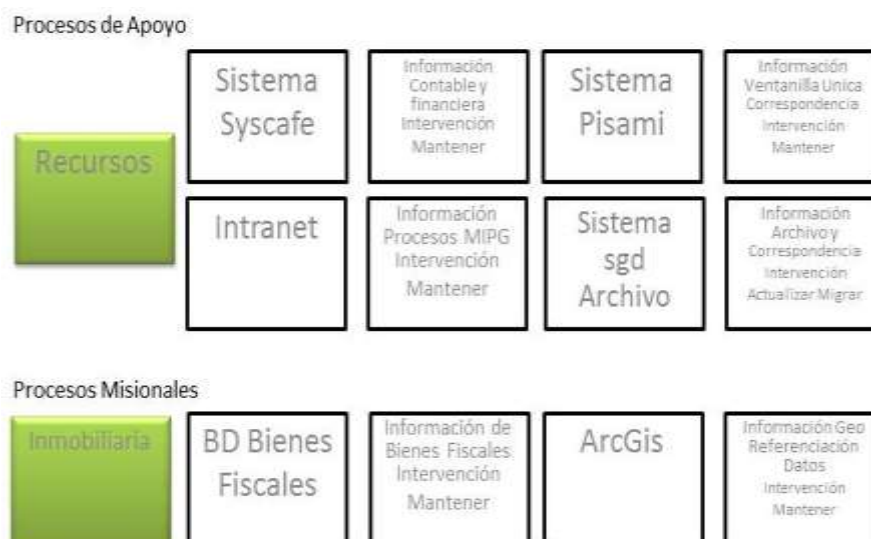 Procesos de Apoyo
Recursos
Sistema
Syscafe
Información
Contable y
financiera
Intervención
Mantener
Sistema
Pisami
Información
Ventanilla Unica
Correspondencia
Intervención
Mantener
Intranet
Información
Procesos MIPG
Intervención
Mantener
Sistema
sgd
Archivo
Información
Archivo y
Correspondencia
Intervención
Actualizar Migrar
Procesos Misionales
Inmobiliaria
BD Bienes
Fiscales
Información de
Bienes Fiscales
Intervención
Mantener
ArcGis
Información Geo
Referenciación
Datos
Intervención
Mantener